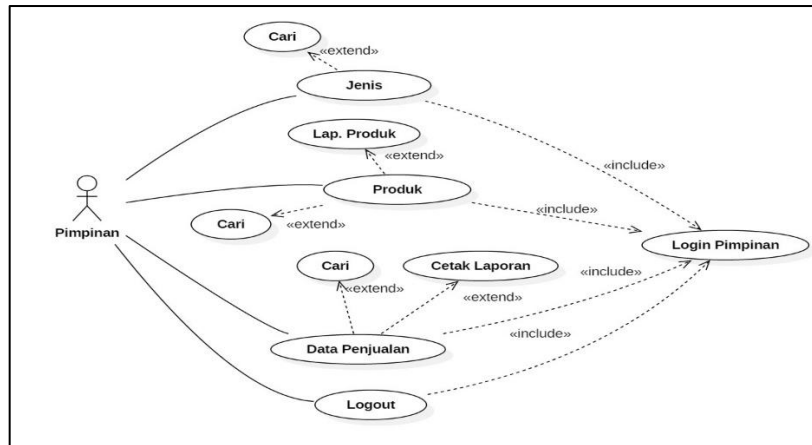 Cari
«extend»
Jenis
Lap. Produk
«extend»
«include»
Produk
Pimpinan
Cari
«extend»
«include»
Login Pimpinan
Cari
Cetak Laporan
«include»
«extend»
«extend»
«include»
Data Penjualan
Logout